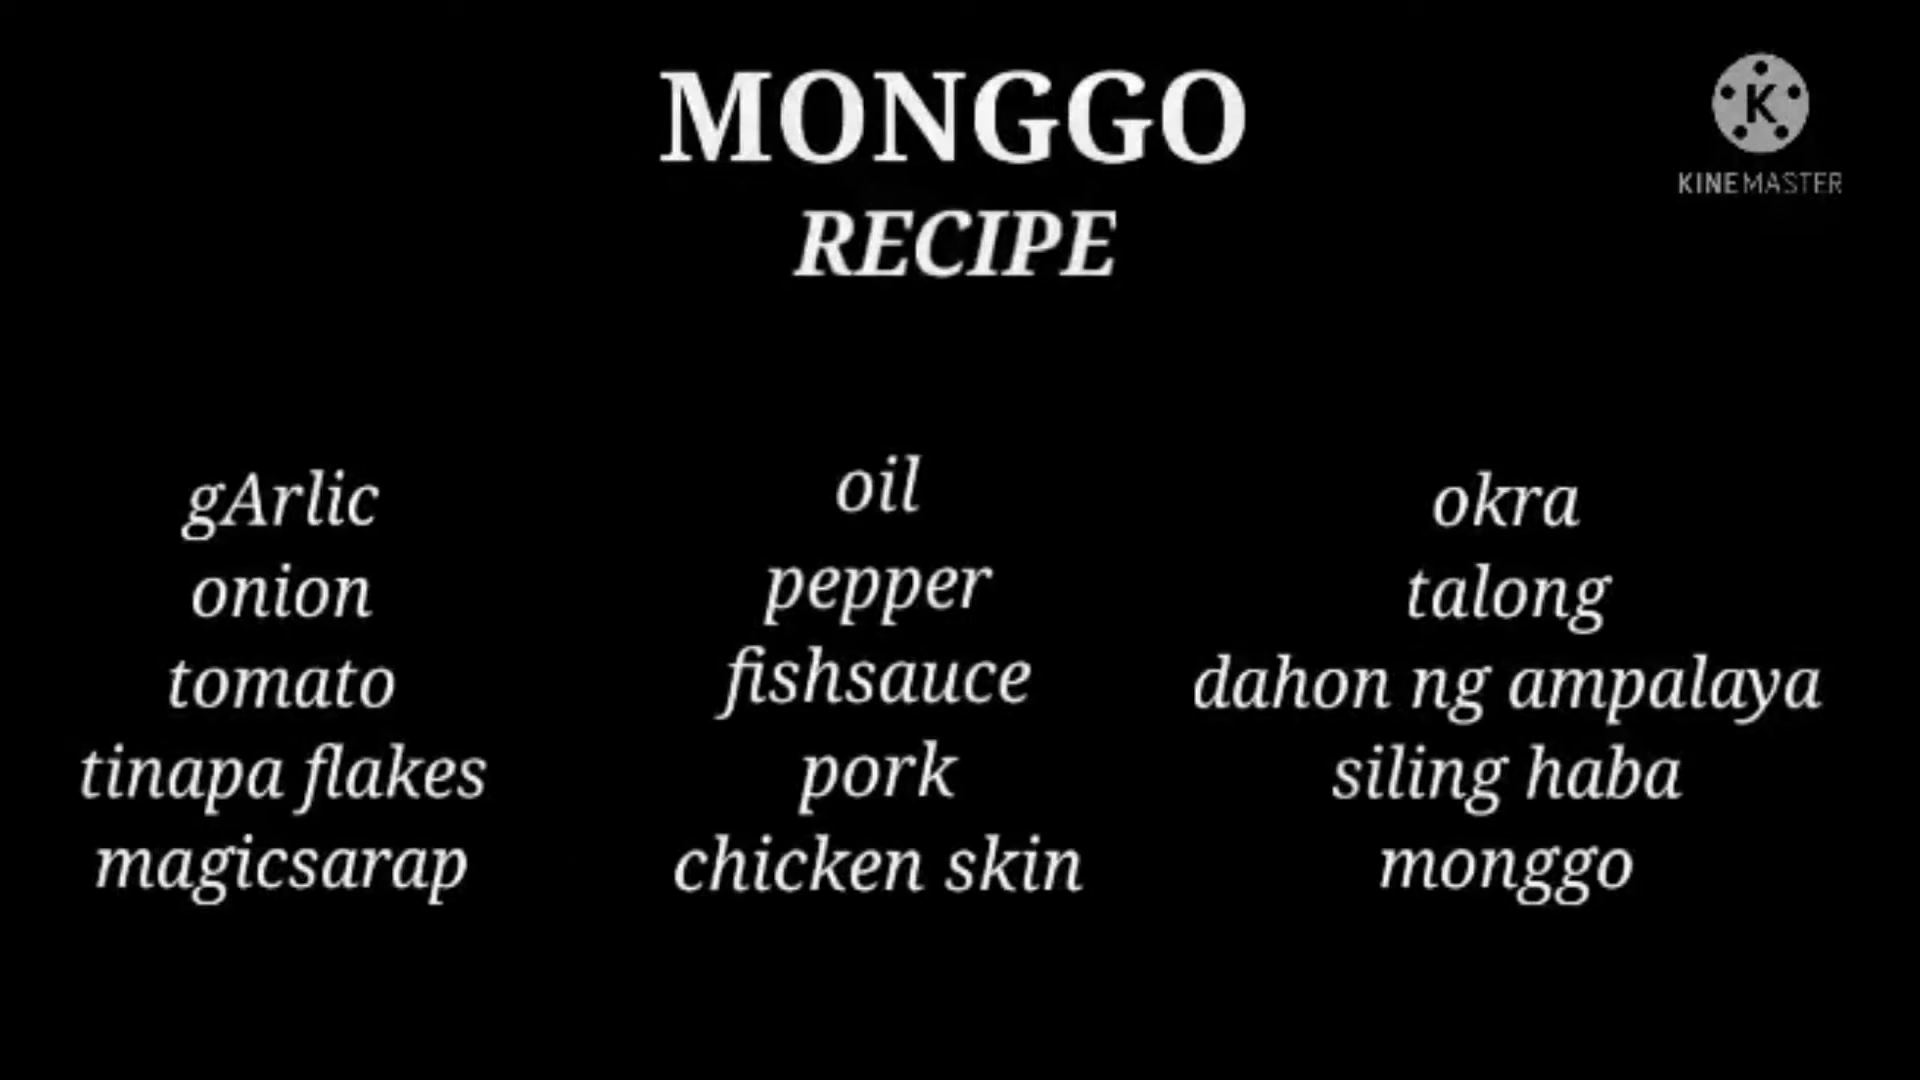 MONGGO
RECIPE
K
KINEMASTER
gArlic
onion
tomato
tinapa flakes
magicsarap
oil
pepper
fishsauce
pork
chicken skin
okra
talong
dahon ng ampalaya
siling haba
monggo